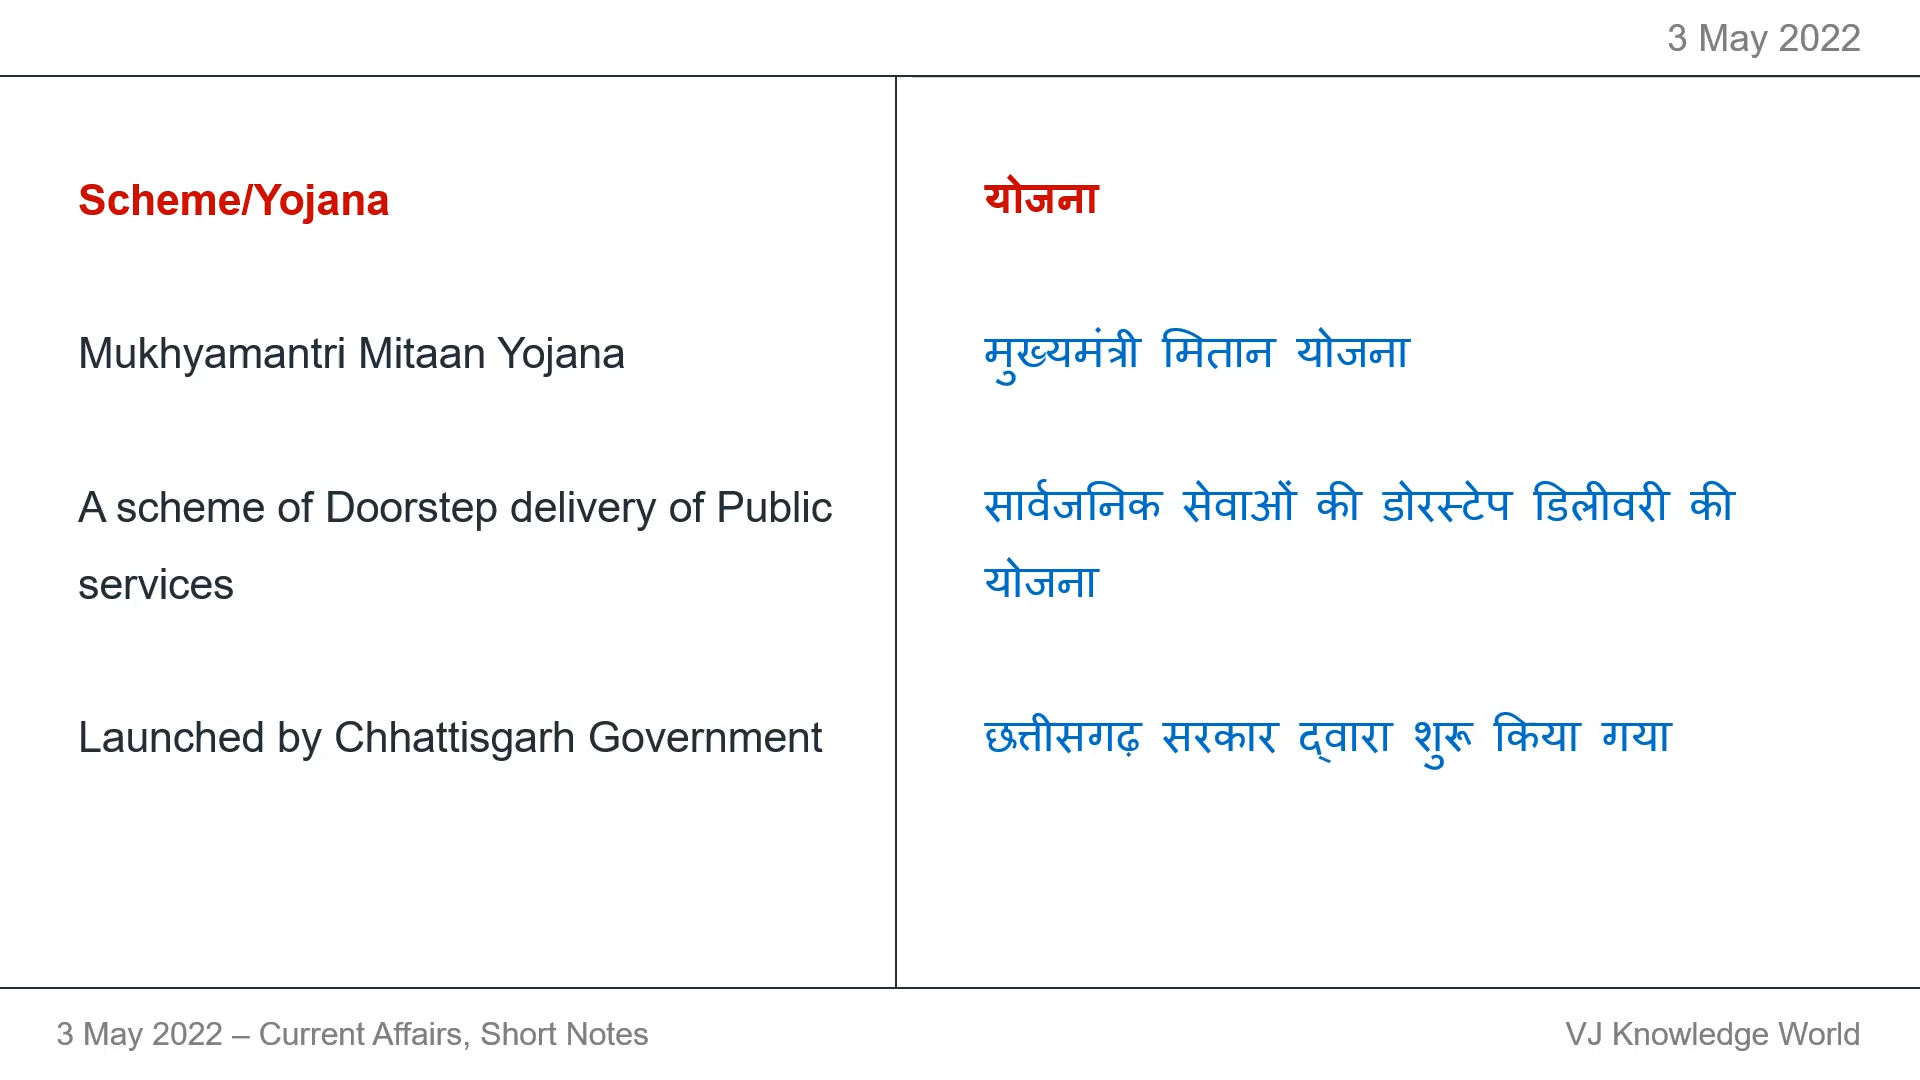 3 May 2022
Scheme/Yojana
Mukhyamantri Mitaan Yojana
A scheme of Doorstep delivery of Public
services
Launched by Chhattisgarh Government
योजना
मुख्यमंत्री मितान योजना
सार्वजनिक सेवाओं की डोरस्टेप डिलीवरी की
योजना
छत्तीसगढ़ सरकार द्वारा शुरू किया गया
3 May 2022 – Current Affairs, Short Notes
VJ Knowledge World